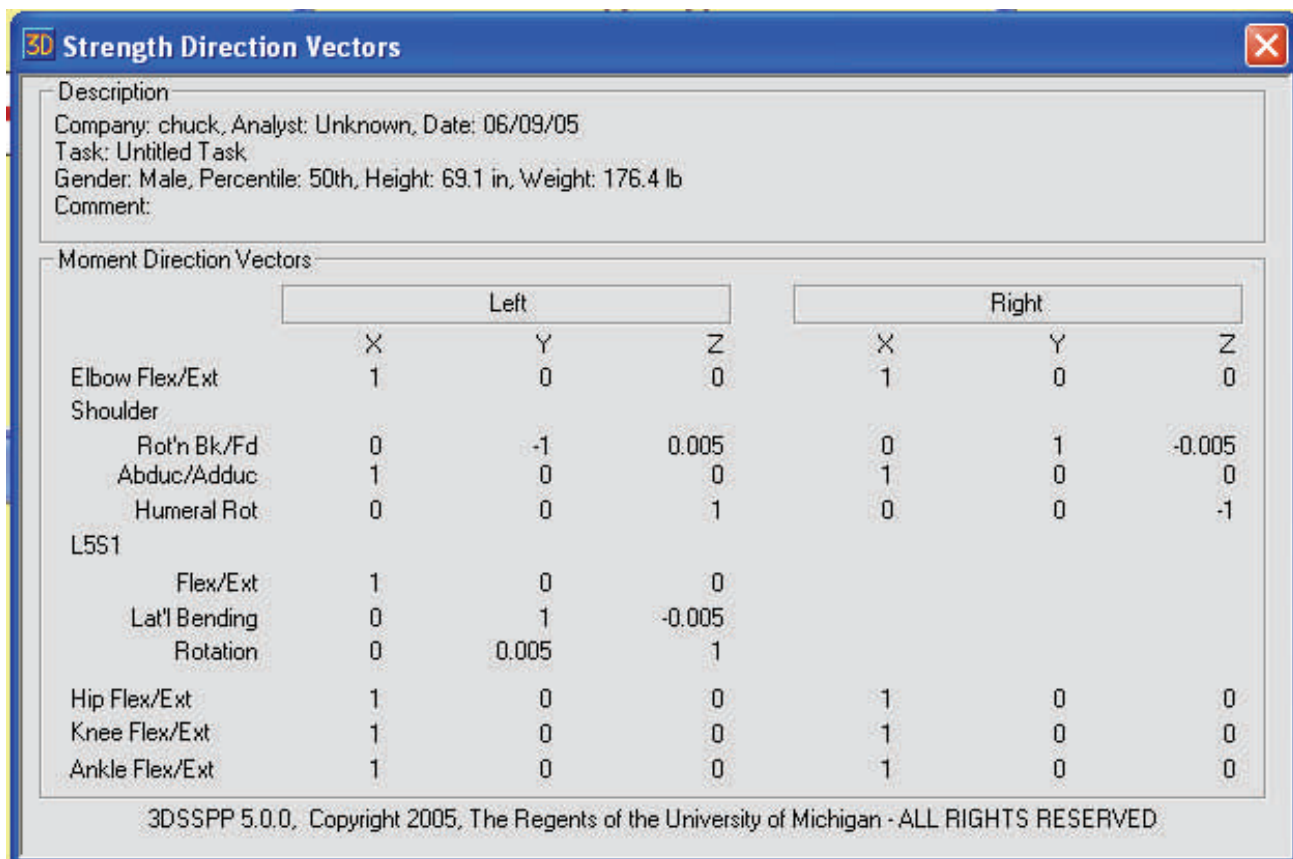 3D Strength Direction Vectors
Description
Company: chuck, Analyst: Unknown, Date: 06/09/05
Task: Untitled Task
Gender: Male, Percentile: 50th, Height: 69.1 in, Weight: 176.4 lb
Comment:
Moment Direction Vectors
Left Right
X Y Z X Y Z
Elbow Flex/Ext 1 0 0 1 0 0
Shoulder
Rot'n Bk/Fd 0 -1 0.005 0 1 -0.005
Abduc/Adduc 1 0 0 1 0 0
Humeral Rot 0 0 1 0 0 -1
L5S1
Flex/Ext 1 0 0
Lat'l Bending 0 1 -0.005
Rotation 0 0.005 1
Hip Flex/Ext 1 0 0 1 0 0
Knee Flex/Ext 1 0 0 1 0 0
Ankle Flex/Ext 1 0 0 1 0 0
3DSSPP 5.0.0, Copyright 2005, The Regents of the University of Michigan - ALL RIGHTS RESERVED